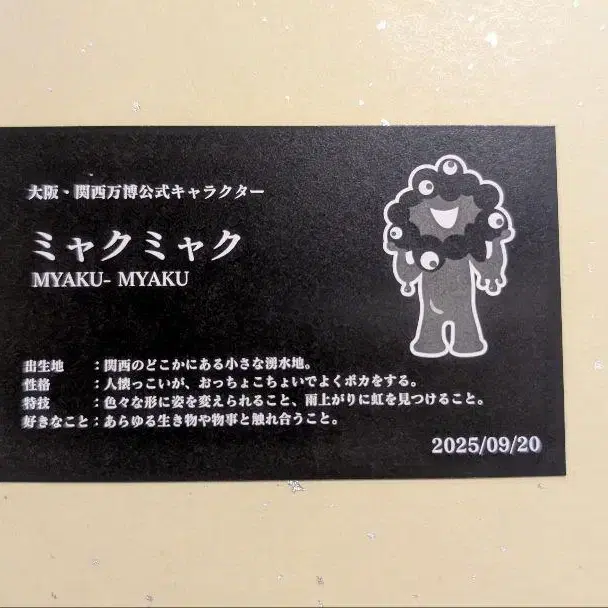 大阪・関西万博公式キャラクター
ミャクミャク
MYAKU- MYAKU
出生地　：関西のどこかにある小さな湧水地。
性格　　：人懐っこいが、おっちょこちょいでよくポカをする。
特技　　：色々な形に姿を変えられること、雨上がりに虹を見つけること。
好きなこと：あらゆる生き物や物事と触れ合うこと。
2025/09/20